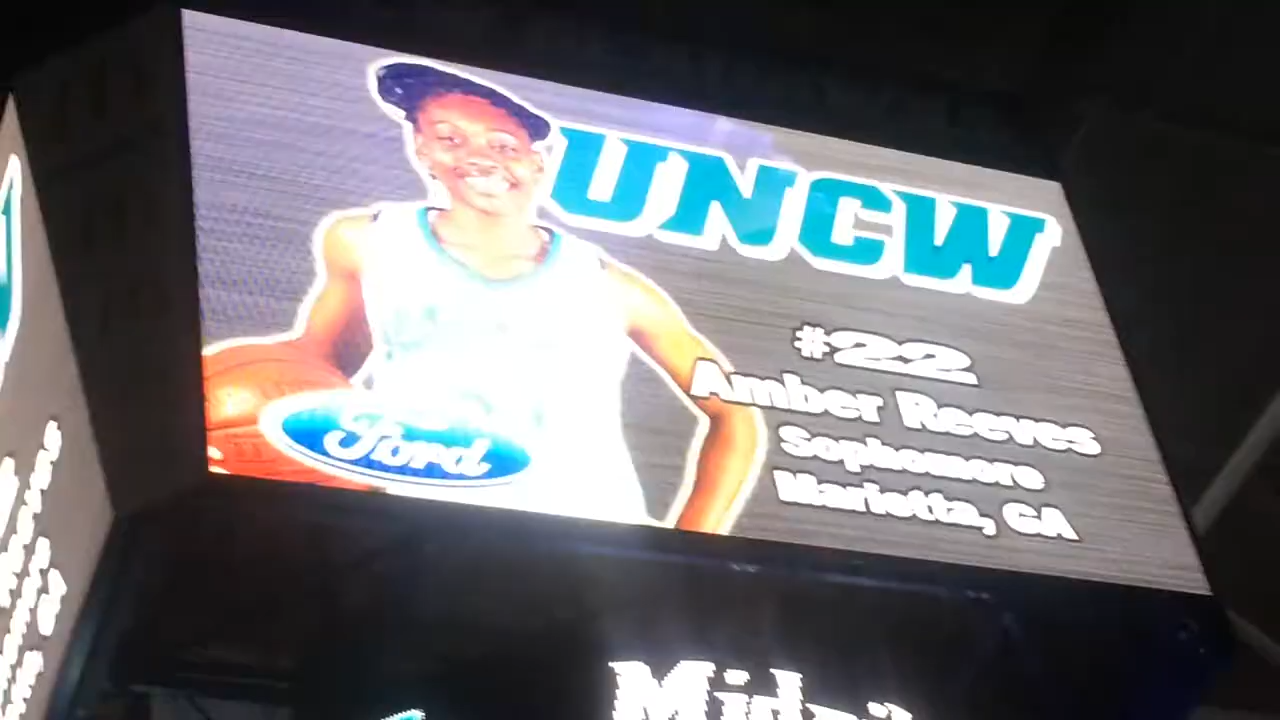 UNCW
#22
Amber Reeves
Sophomore
Marietta, GA
Ford